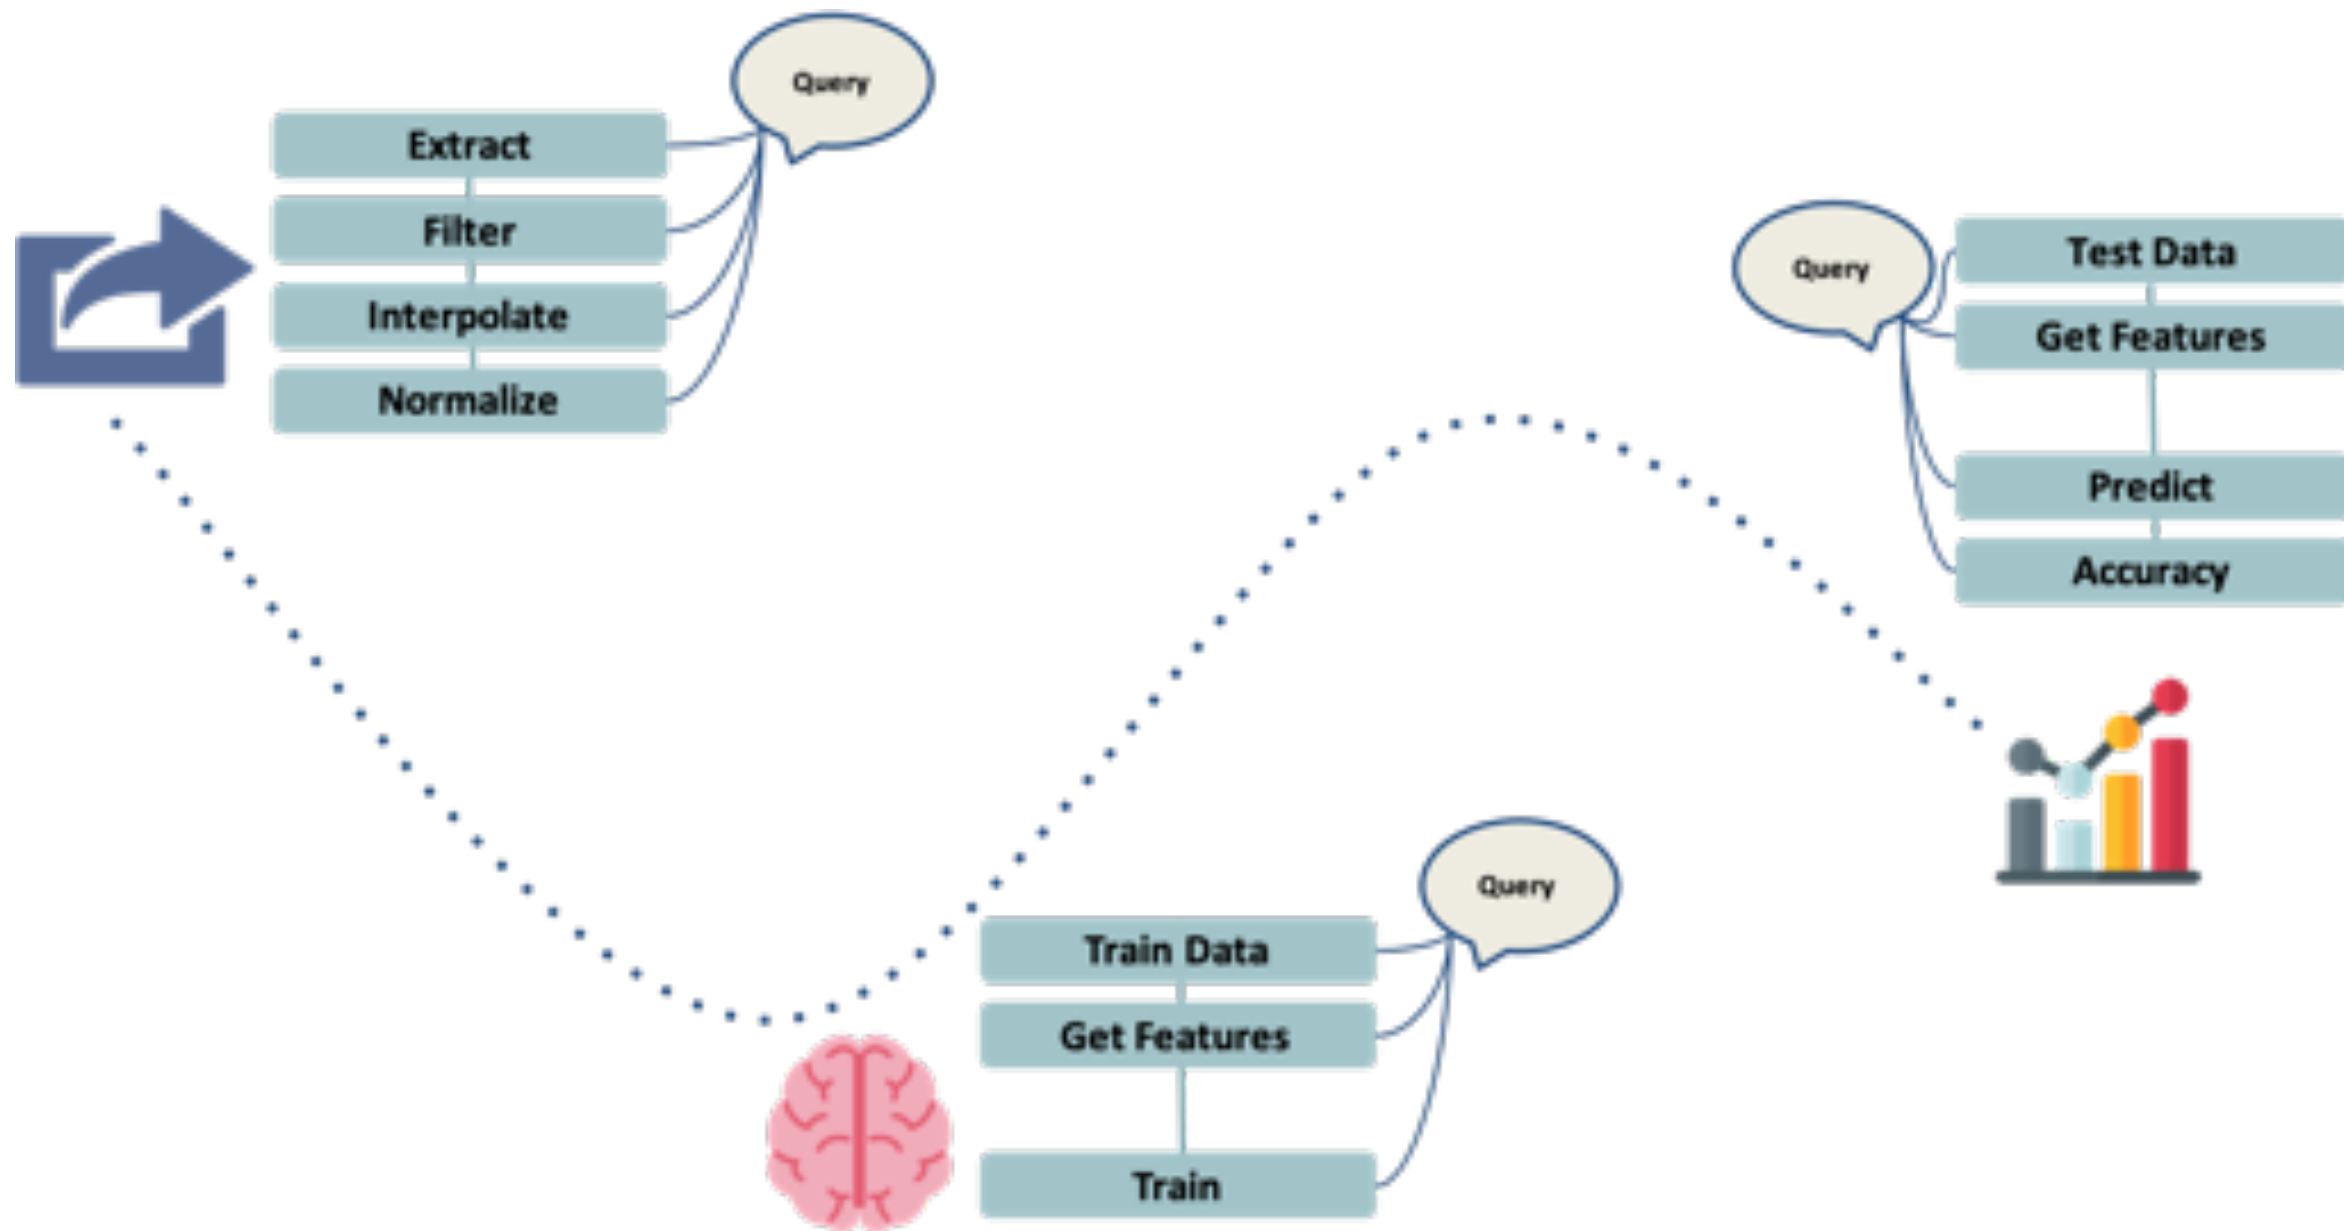 Query
Extract
Filter
Interpolate
Normalize
Query
Test Data
Get Features
Predict
Accuracy
Query
Train Data
Get Features
Train